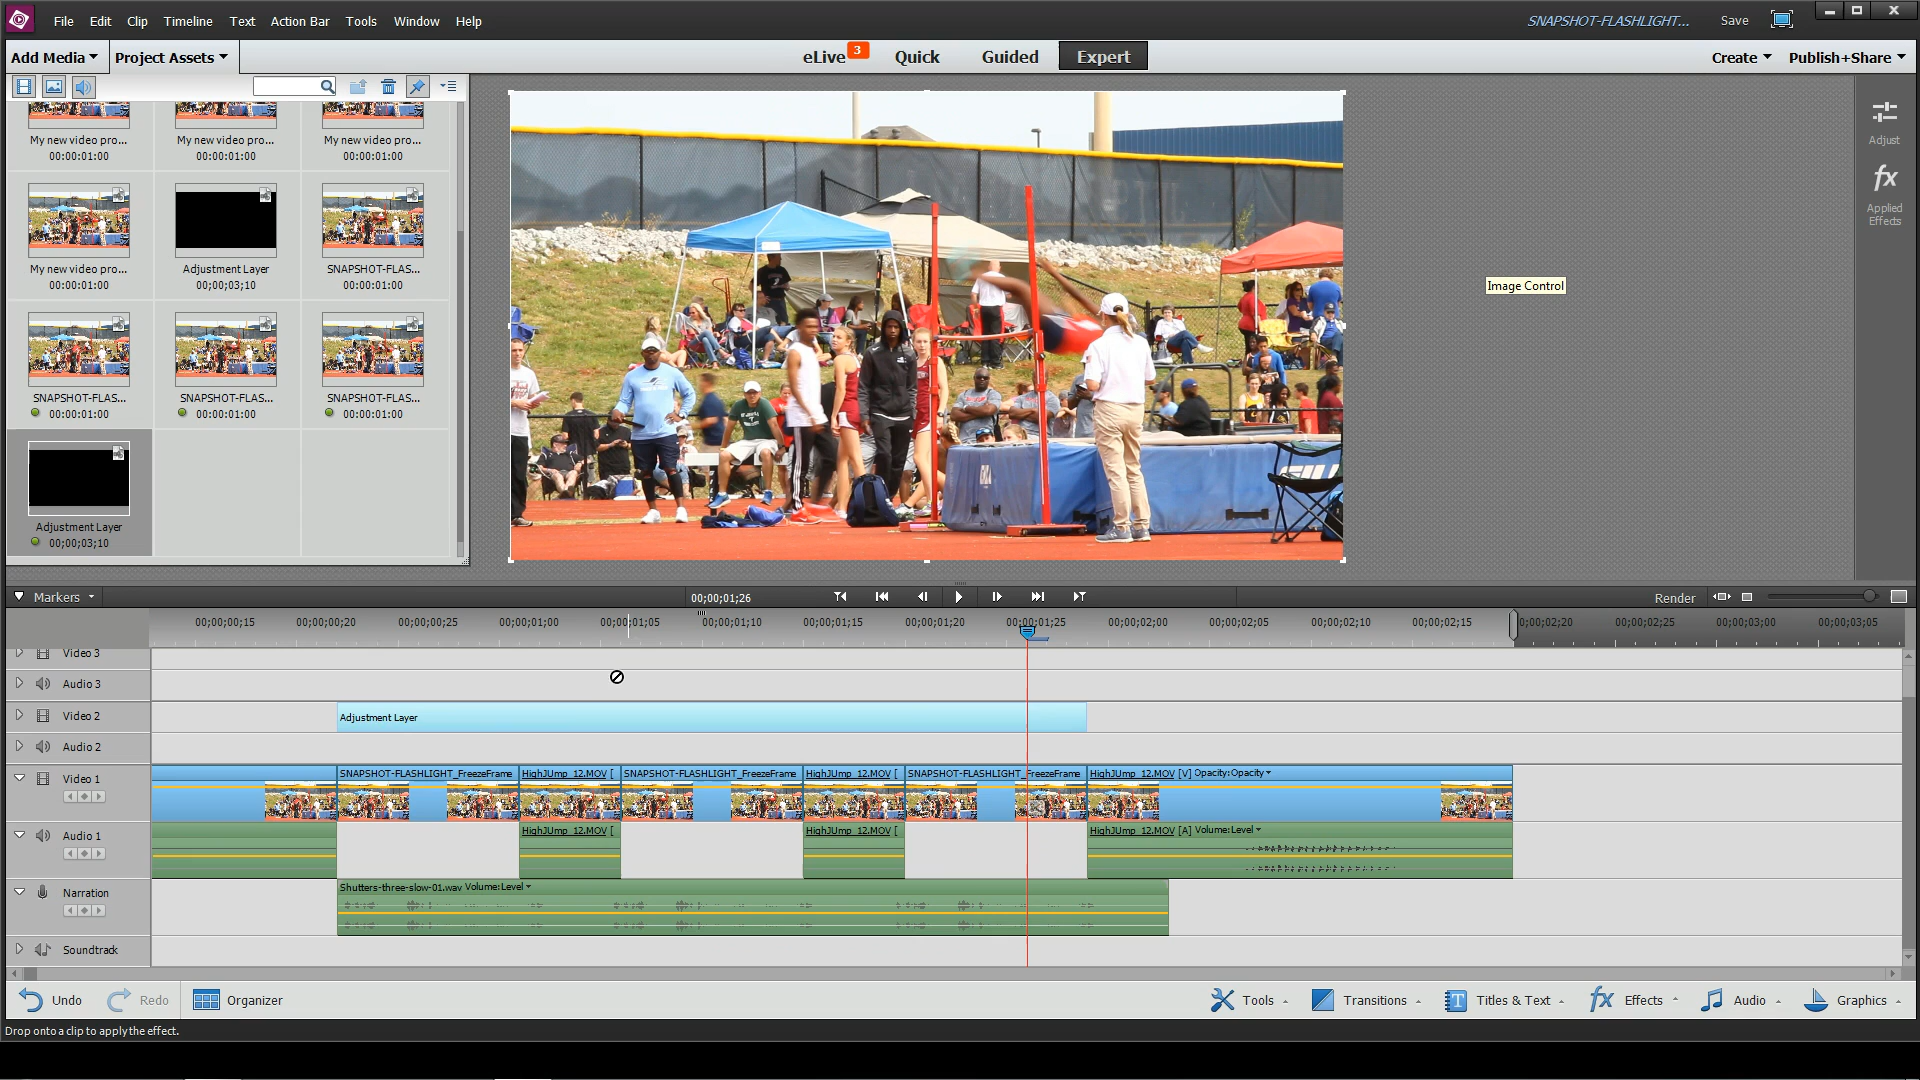 File Edit Clip Timeline Text Action Bar Tools Window Help
SNAPSHOT-FLASHLIGHT... Save
Add Media Project Assets
eLive 3 Quick Guided Expert
Create Publish+Share
My new video pro... My new video pro... My new video pro...
00:00:01:00 00:00:01:00 00:00:01:00
My new video pro... Adjustment Layer SNAPSHOT-FLAS...
00:00:01:00 00;00;03;10 00:00:01:00
SNAPSHOT-FLAS... SNAPSHOT-FLAS... SNAPSHOT-FLAS...
00:00:01:00 00:00:01:00 00:00:01:00
Adjustment Layer
00;00;03;10
Image Control
Adjust
fx
Applied
Effects
Markers
00;00;01;26
Render
00;00;00;15 00;00;00;20 00;00;00;25 00;00;01;00 00;00;01;05 00;00;01;10 00;00;01;15 00;00;01;20 00;00;01;25 00;00;02;00 00;00;02;05 00;00;02;10 00;00;02;15 00;00;02;20 00;00;02;25 00;00;03;00 00;00;03;05
Video 3
Audio 3
Video 2
Adjustment Layer
Audio 2
Video 1
SNAPSHOT-FLASHLIGHT_FreezeFrame HighJUmp_12.MOV [ SNAPSHOT-FLASHLIGHT_FreezeFrame HighJUmp_12.MOV [ SNAPSHOT-FLASHLIGHT_FreezeFrame HighJUmp_12.MOV [V] Opacity:Opacity
Audio 1
HighJUmp_12.MOV [ HighJUmp_12.MOV [ HighJUmp_12.MOV [A] Volume:Level
Narration
Shutters-three-slow-01.wav Volume:Level
Soundtrack
Undo Redo Organizer
Tools Transitions Titles & Text fx Effects Audio Graphics
Drop onto a clip to apply the effect.